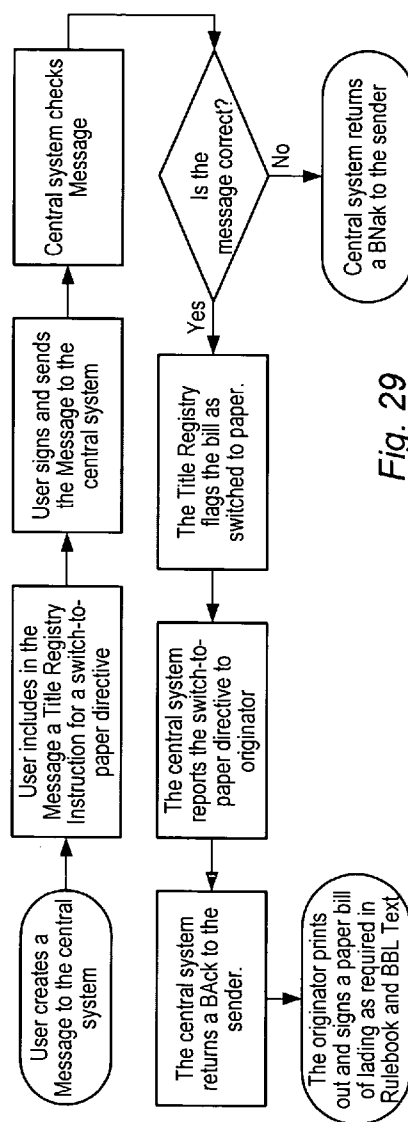 User creates a
Message to the central
system
User includes in the
Message a Title Registry
Instruction for a switch-to-
paper directive
User signs and sends
the Message to the
central system
Central system checks
Message
Is the
message correct?
Yes
No
Central system returns
a BNak to the sender
The Title Registry
flags the bill as
switched to paper.
The central system
reports the switch-to-
paper directive to
originator
The central system
returns a BAck to the
sender.
The originator prints
out and signs a paper bill
of lading as required in
Rulebook and BBL Text
Fig. 29